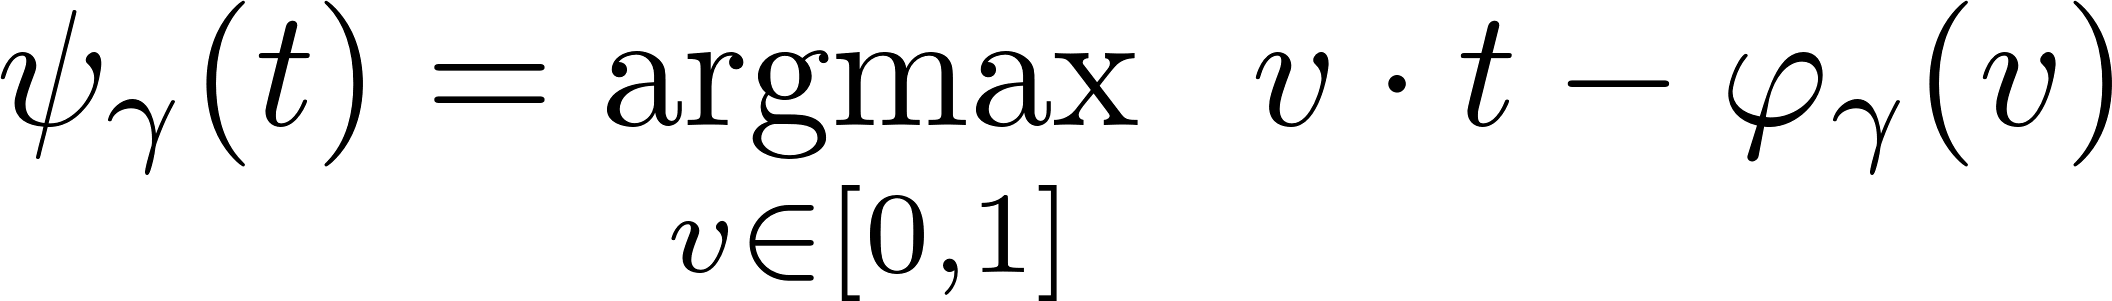 ψ_γ(t) = argmax v · t − φ_γ(v)
v∈[0,1]